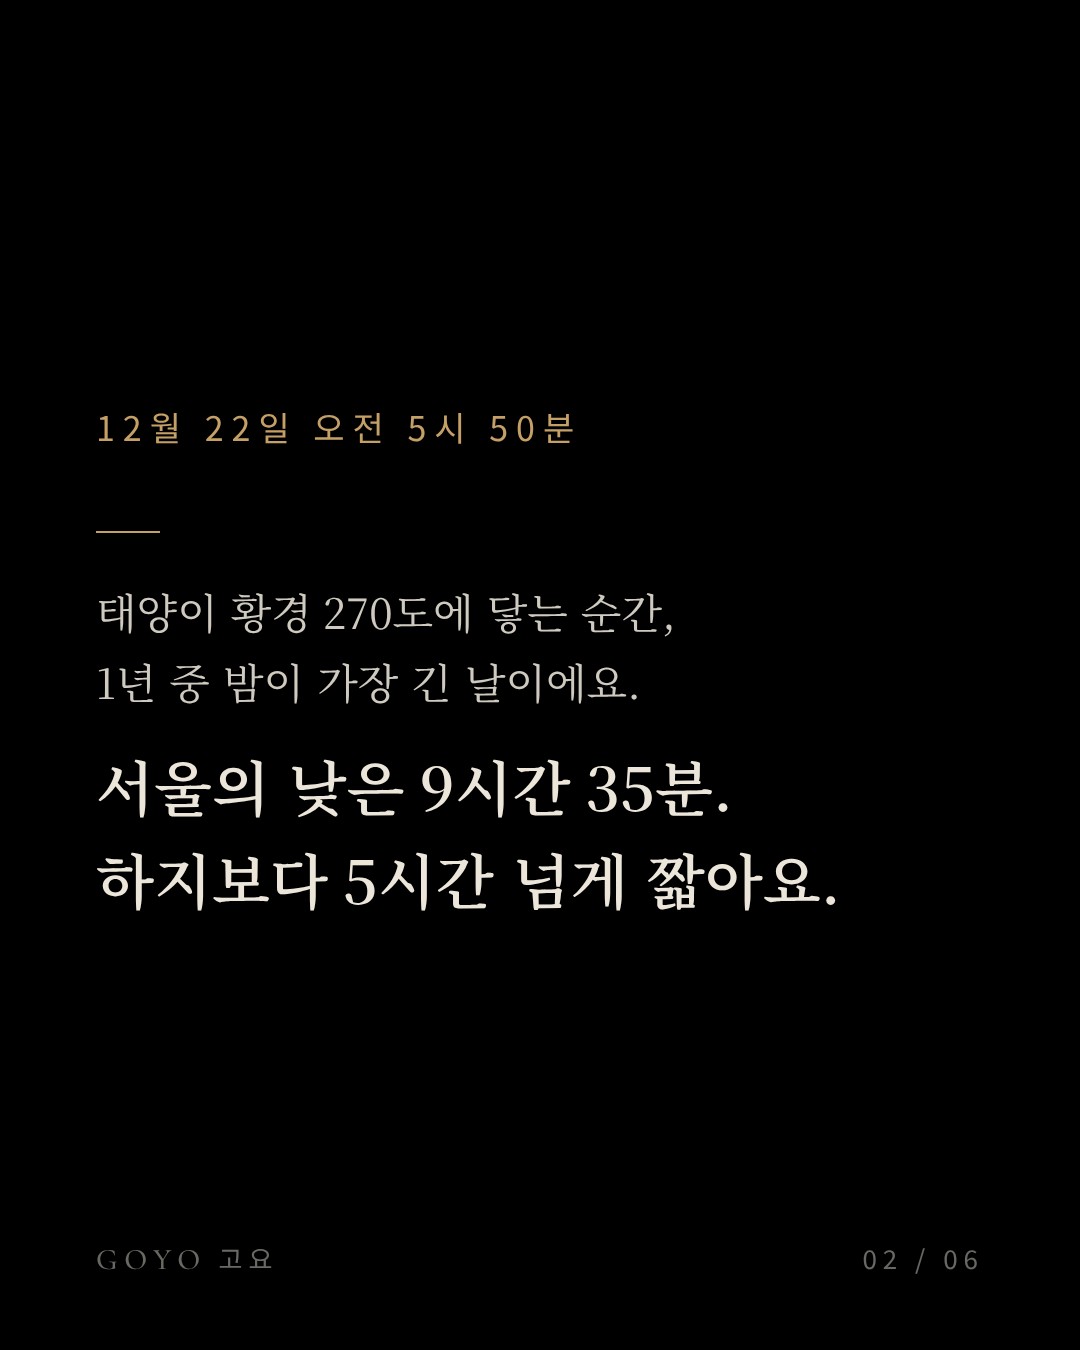 12월 22일 오전 5시 50분
태양이 황경 270도에 닿는 순간,
1년 중 밤이 가장 긴 날이에요.
서울의 낮은 9시간 35분.
하지보다 5시간 넘게 짧아요.
GOYO 고요
02 / 06